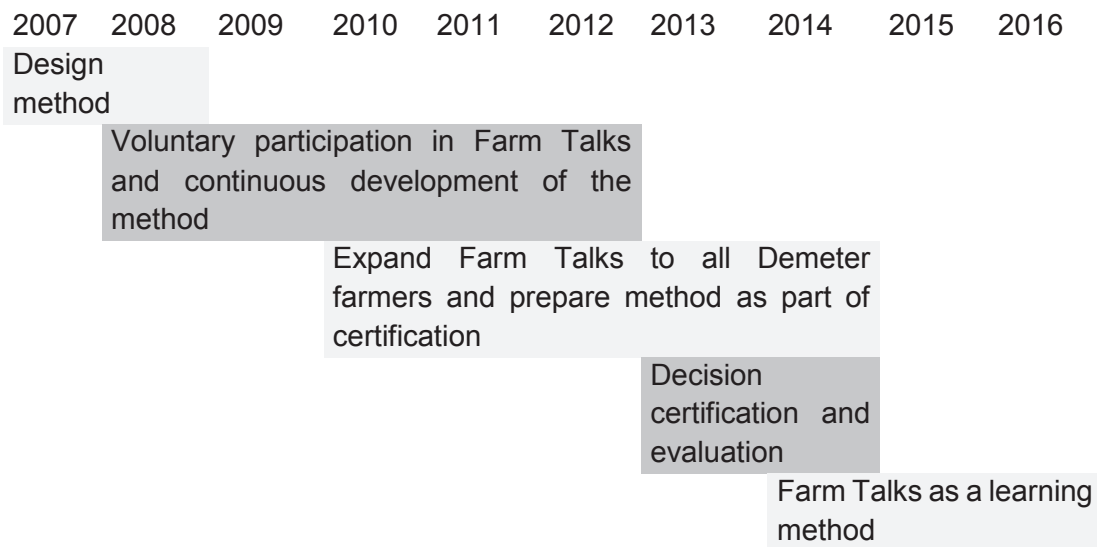 2007 2008 2009 2010 2011 2012 2013 2014 2015 2016
Design
method
Voluntary participation in Farm Talks
and continuous development of the
method
Expand Farm Talks to all Demeter
farmers and prepare method as part of
certification
Decision
certification and
evaluation
Farm Talks as a learning
method